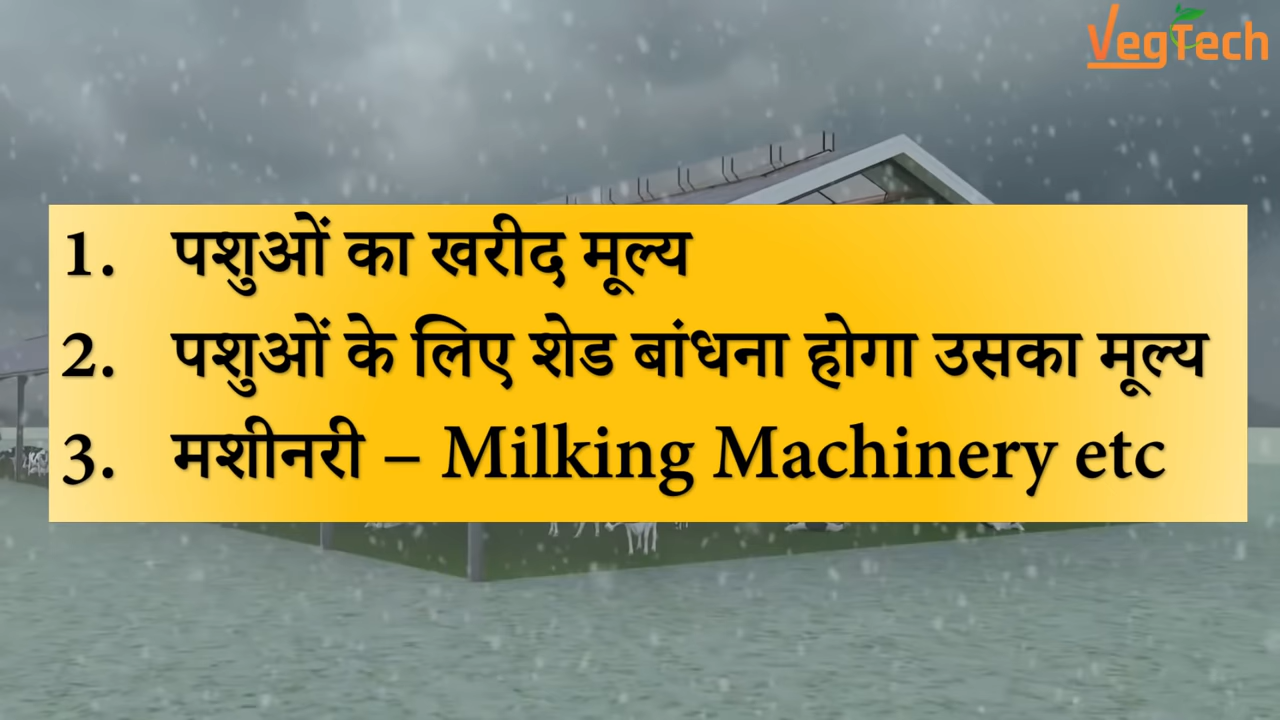 VegTech
1. पशुओं का खरीद मूल्य
2. पशुओं के लिए शेड बांधना होगा उसका मूल्य
3. मशीनरी – Milking Machinery etc